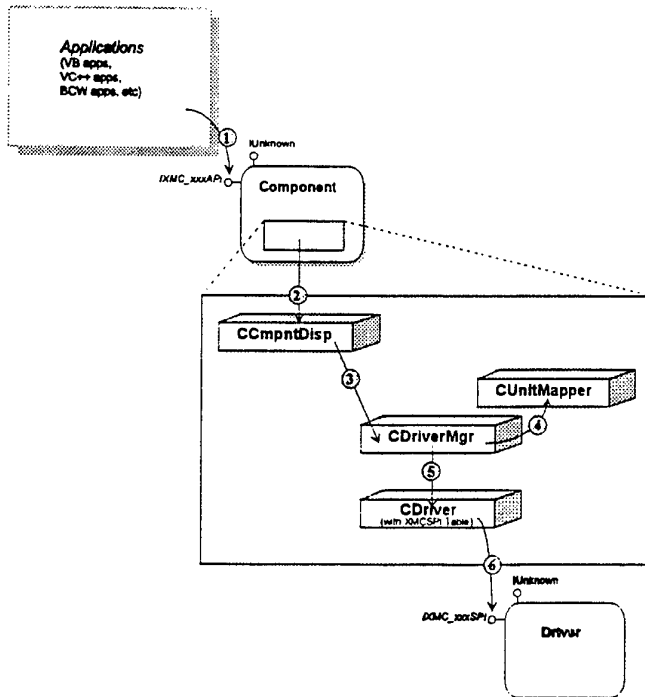 Applications
(VB apps,
VC++ apps,
BCW apps, etc)
1
IUnknown
IXMC_xxxAPI
Component
2
CCmpntDisp
3
CUnitMapper
CDriverMgr
4
5
CDriver
(with XMCSPI Table)
6
IUnknown
IXMC_xxxSPI
Driver